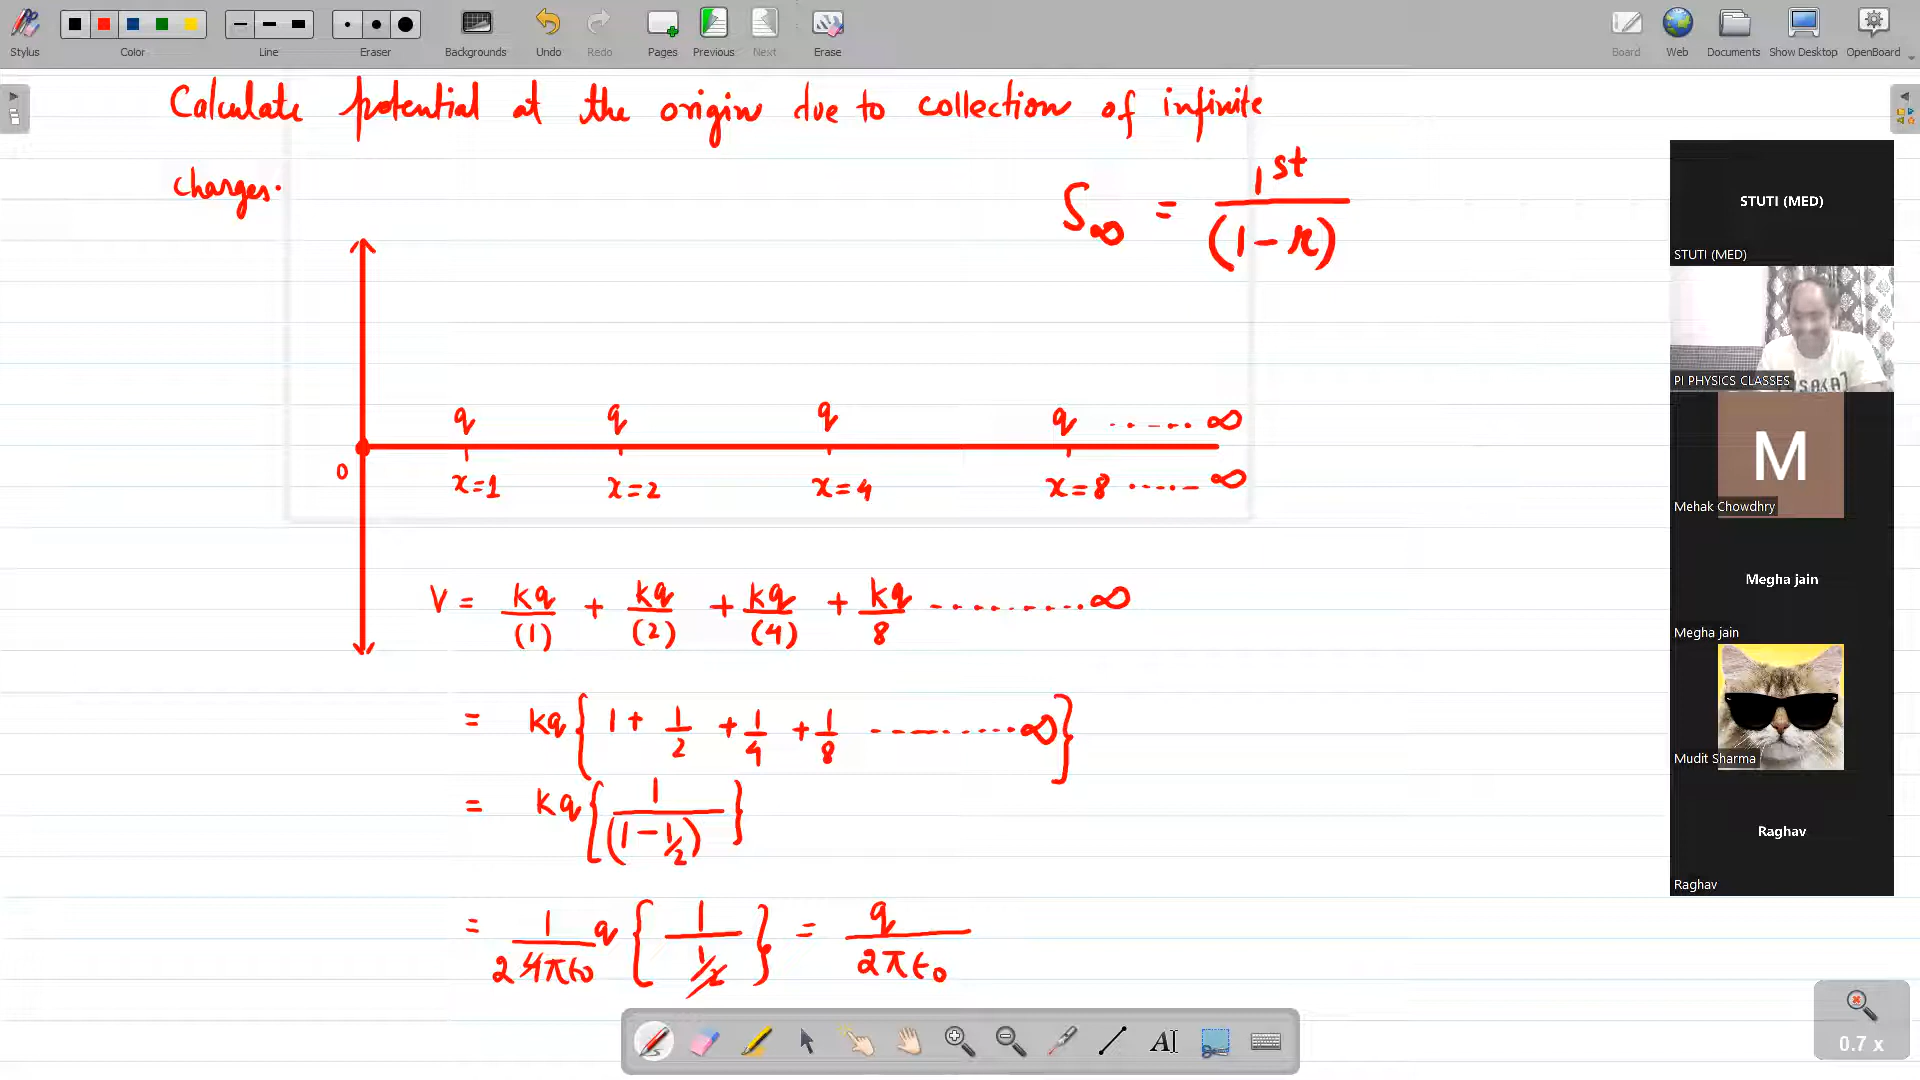 Stylus
Color
Line
Eraser
Backgrounds
Undo
Redo
Pages
Previous
Next
Erase
Board
Web
Documents
Show Desktop
OpenBoard
Calculate potential at the origin due to collection of infinite
charges.
S∞ = 1st / (1 - r)
q q q q ...... ∞
0
x=1 x=2 x=4 x=8 ...... ∞
V = kq/(1) + kq/(2) + kq/(4) + kq/8 .......... ∞
= kq { 1 + 1/2 + 1/4 + 1/8 .......... ∞ }
= kq { 1 / (1 - 1/2) }
= 1/2 4πε0 q { 1 / 1/2 } = q / 2πε0
STUTI (MED)
STUTI (MED)
PI PHYSICS CLASSES
M
Mehak Chowdhry
Megha jain
Megha jain
Mudit Sharma
Raghav
Raghav
AI
0.7 x